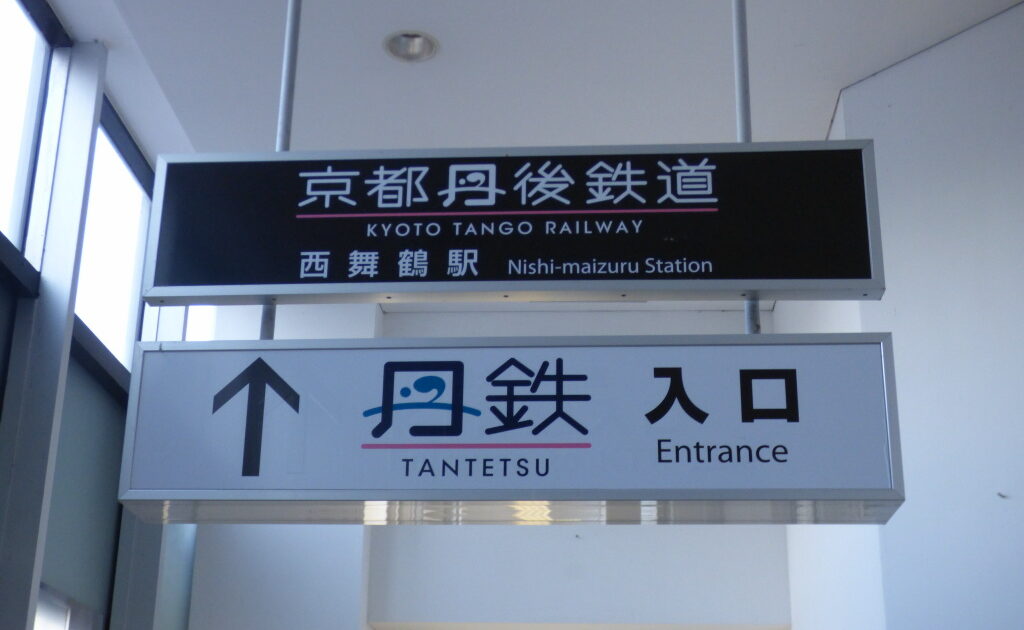 京都丹後鉄道
KYOTO TANGO RAILWAY
西舞鶴駅 Nishi-maizuru Station
丹鉄 入口
TANTETSU Entrance